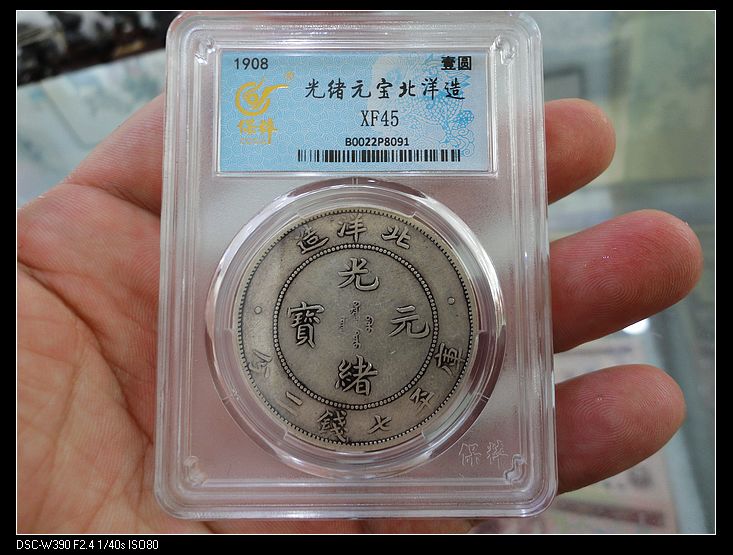 1908 壹圆
光绪元宝北洋造
XF45
保粹
B0022P8091
造洋北
光緒元寶
庫平七錢二分
保粹
DSC-W390 F2.4 1/40s ISO80